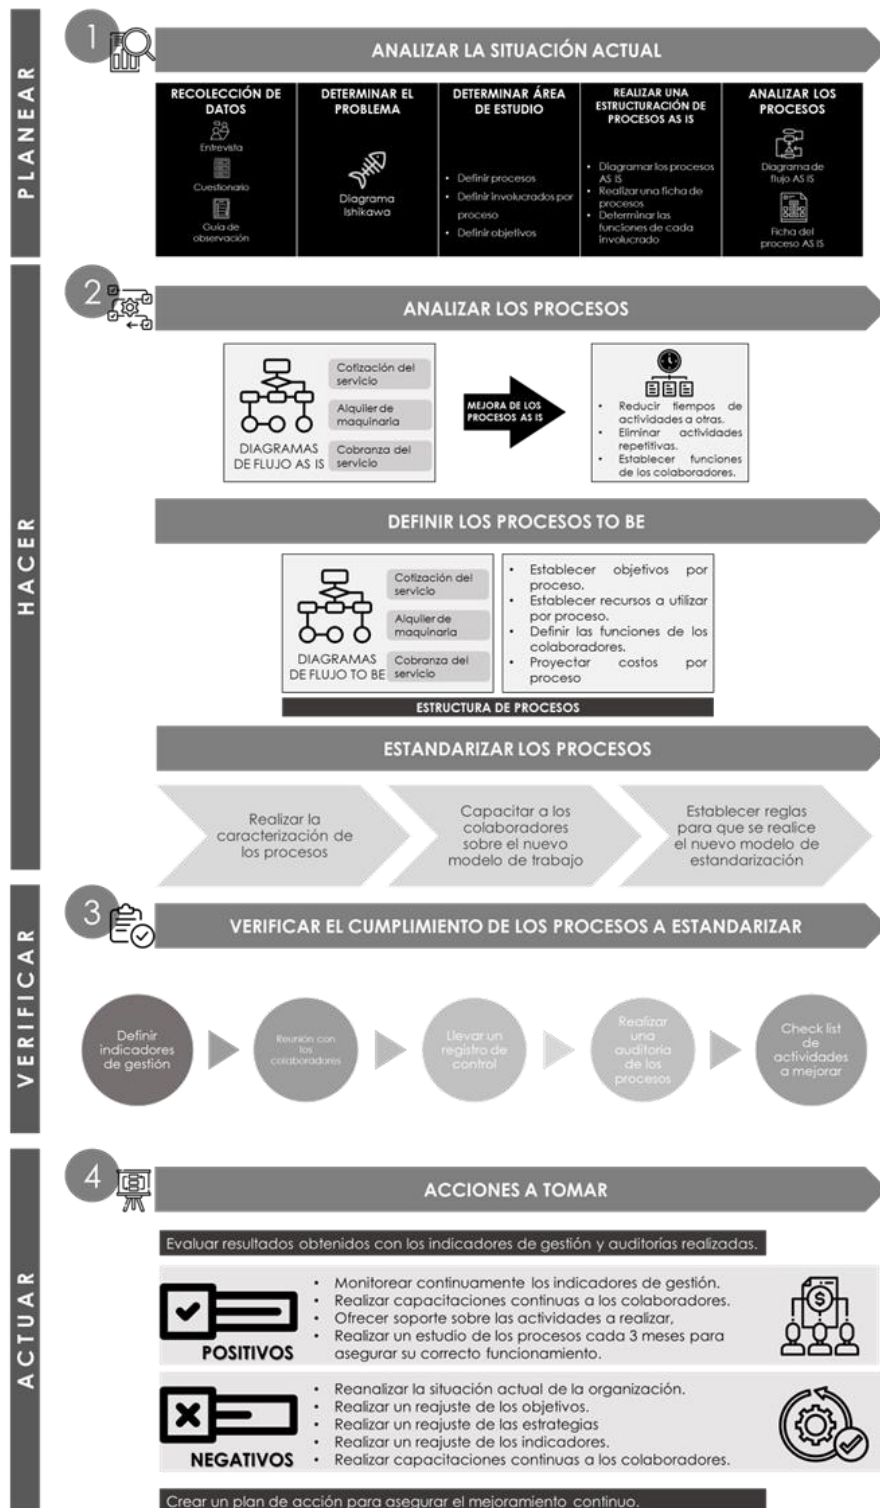 PLANEAR
1
ANALIZAR LA SITUACIÓN ACTUAL
RECOLECCIÓN DE
DATOS
Entrevista
Cuestionario
Guía de
observación
DETERMINAR EL
PROBLEMA
Diagrama
Ishikawa
DETERMINAR ÁREA
DE ESTUDIO
• Definir procesos
• Definir involucrados por
proceso
• Definir objetivos
REALIZAR UNA
ESTRUCTURACIÓN DE
PROCESOS AS IS
• Diagramar los procesos
AS IS
• Realizar una ficha de
procesos
• Determinar las
funciones de cada
involucrado
ANALIZAR LOS
PROCESOS
Diagrama de
flujo AS IS
Ficha del
proceso AS IS
HACER
2
ANALIZAR LOS PROCESOS
DIAGRAMAS
DE FLUJO AS IS
Cotización del
servicio
Alquiler de
maquinaria
Cobranza del
servicio
MEJORA DE LOS
PROCESOS AS IS
• Reducir tiempos de
actividades a otras.
• Eliminar actividades
repetitivas.
• Establecer funciones
de los colaboradores.
DEFINIR LOS PROCESOS TO BE
DIAGRAMAS
DE FLUJO TO BE
Cotización del
servicio
Alquiler de
maquinaria
Cobranza del
servicio
• Establecer objetivos por
proceso.
• Establecer recursos a utilizar
por proceso.
• Definir las funciones de los
colaboradores.
• Proyectar costos por
proceso
ESTRUCTURA DE PROCESOS
ESTANDARIZAR LOS PROCESOS
Realizar la
caracterización de
los procesos
Capacitar a los
colaboradores
sobre el nuevo
modelo de trabajo
Establecer reglas
para que se realice
el nuevo modelo de
estandarización
VERIFICAR
3
VERIFICAR EL CUMPLIMIENTO DE LOS PROCESOS A ESTANDARIZAR
Definir
indicadores
de gestión
Reunión con
los
colaboradores
Llevar un
registro de
control
Realizar
una
auditoría
de los
procesos
Check list
de
actividades
a mejorar
ACTUAR
4
ACCIONES A TOMAR
Evaluar resultados obtenidos con los indicadores de gestión y auditorías realizadas.
POSITIVOS
• Monitorear continuamente los indicadores de gestión.
• Realizar capacitaciones continuas a los colaboradores.
• Ofrecer soporte sobre las actividades a realizar,
• Realizar un estudio de los procesos cada 3 meses para
asegurar su correcto funcionamiento.
NEGATIVOS
• Reanalizar la situación actual de la organización.
• Realizar un reajuste de los objetivos.
• Realizar un reajuste de las estrategias
• Realizar un reajuste de los indicadores.
• Realizar capacitaciones continuas a los colaboradores.
Crear un plan de acción para asegurar el mejoramiento continuo.